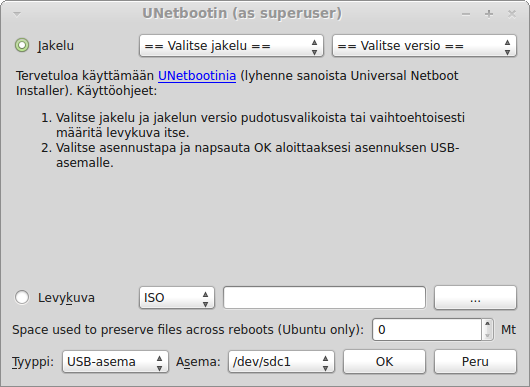 UNetbootin (as superuser)
Jakelu == Valitse jakelu == == Valitse versio ==
Tervetuloa käyttämään UNetbootinia (lyhenne sanoista Universal Netboot
Installer). Käyttöohjeet:
1. Valitse jakelu ja jakelun versio pudotusvalikoista tai vaihtoehtoisesti
määritä levykuva itse.
2. Valitse asennustapa ja napsauta OK aloittaaksesi asennuksen USB-
asemalle.
Levykuva ISO ...
Space used to preserve files across reboots (Ubuntu only): 0 Mt
Tyyppi: USB-asema Asema: /dev/sdc1 OK Peru